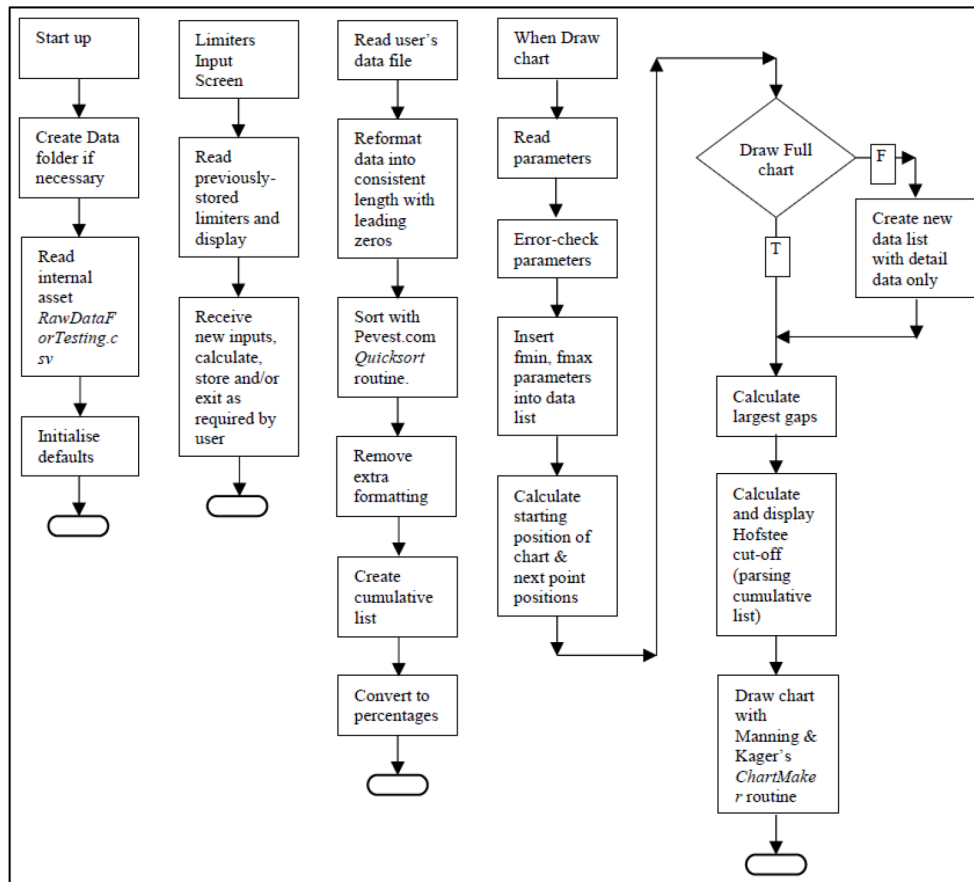 Start up
Create Data
folder if
necessary
Read
internal
asset
RawDataF
orTesting.c
sv
Initialise
defaults
Limiters
Input
Screen
Read
previously-
stored
limiters and
display
Receive
new inputs,
calculate,
store and/or
exit as
required by
user
Read user's
data file
Reformat
data into
consistent
length with
leading
zeros
Sort with
Pevest.com
Quicksort
routine.
Remove
extra
formatting
Create
cumulative
list
Convert to
percentages
When Draw
chart
Read
parameters
Error-check
parameters
Insert
fmin, fmax
parameters
into data
list
Calculate
starting
position of
chart &
next point
positions
Draw Full
chart
F
T
Create new
data list
with detail
data only
Calculate
largest gaps
Calculate
and display
Hofstee
cut-off
(parsing
cumulative
list)
Draw chart
with
Manning &
Kager's
ChartMake
r routine